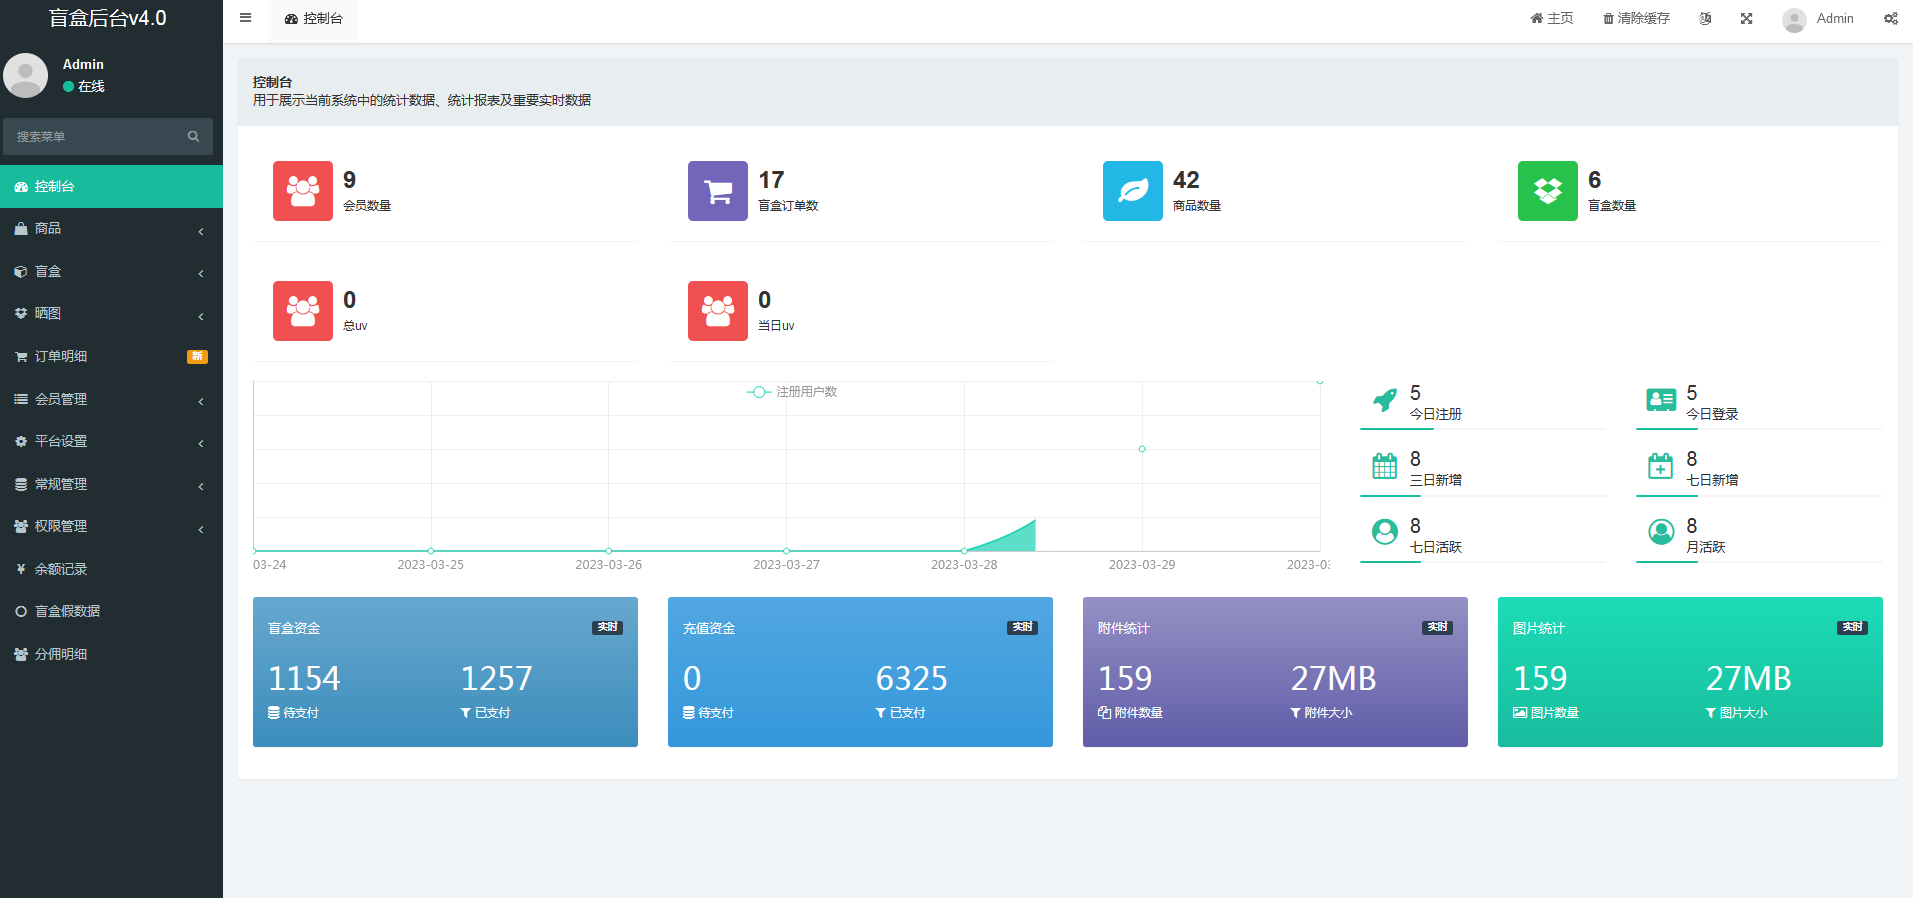 盲盒后台v4.0
控制台
主页
清除缓存
Admin
Admin
在线
搜索菜单
控制台
商品
盲盒
晒图
订单明细
新
会员管理
平台设置
常规管理
权限管理
余额记录
盲盒假数据
分佣明细
控制台
用于展示当前系统中的统计数据、统计报表及重要实时数据
9
会员数量
17
盲盒订单数
42
商品数量
6
盲盒数量
0
总uv
0
当日uv
注册用户数
03-24
2023-03-25
2023-03-26
2023-03-27
2023-03-28
2023-03-29
2023-03
5
今日注册
5
今日登录
8
三日新增
8
七日新增
8
七日活跃
8
月活跃
盲盒资金
实时
1154
待支付
1257
已支付
充值资金
实时
0
待支付
6325
已支付
附件统计
实时
159
附件数量
27MB
附件大小
图片统计
实时
159
图片数量
27MB
图片大小